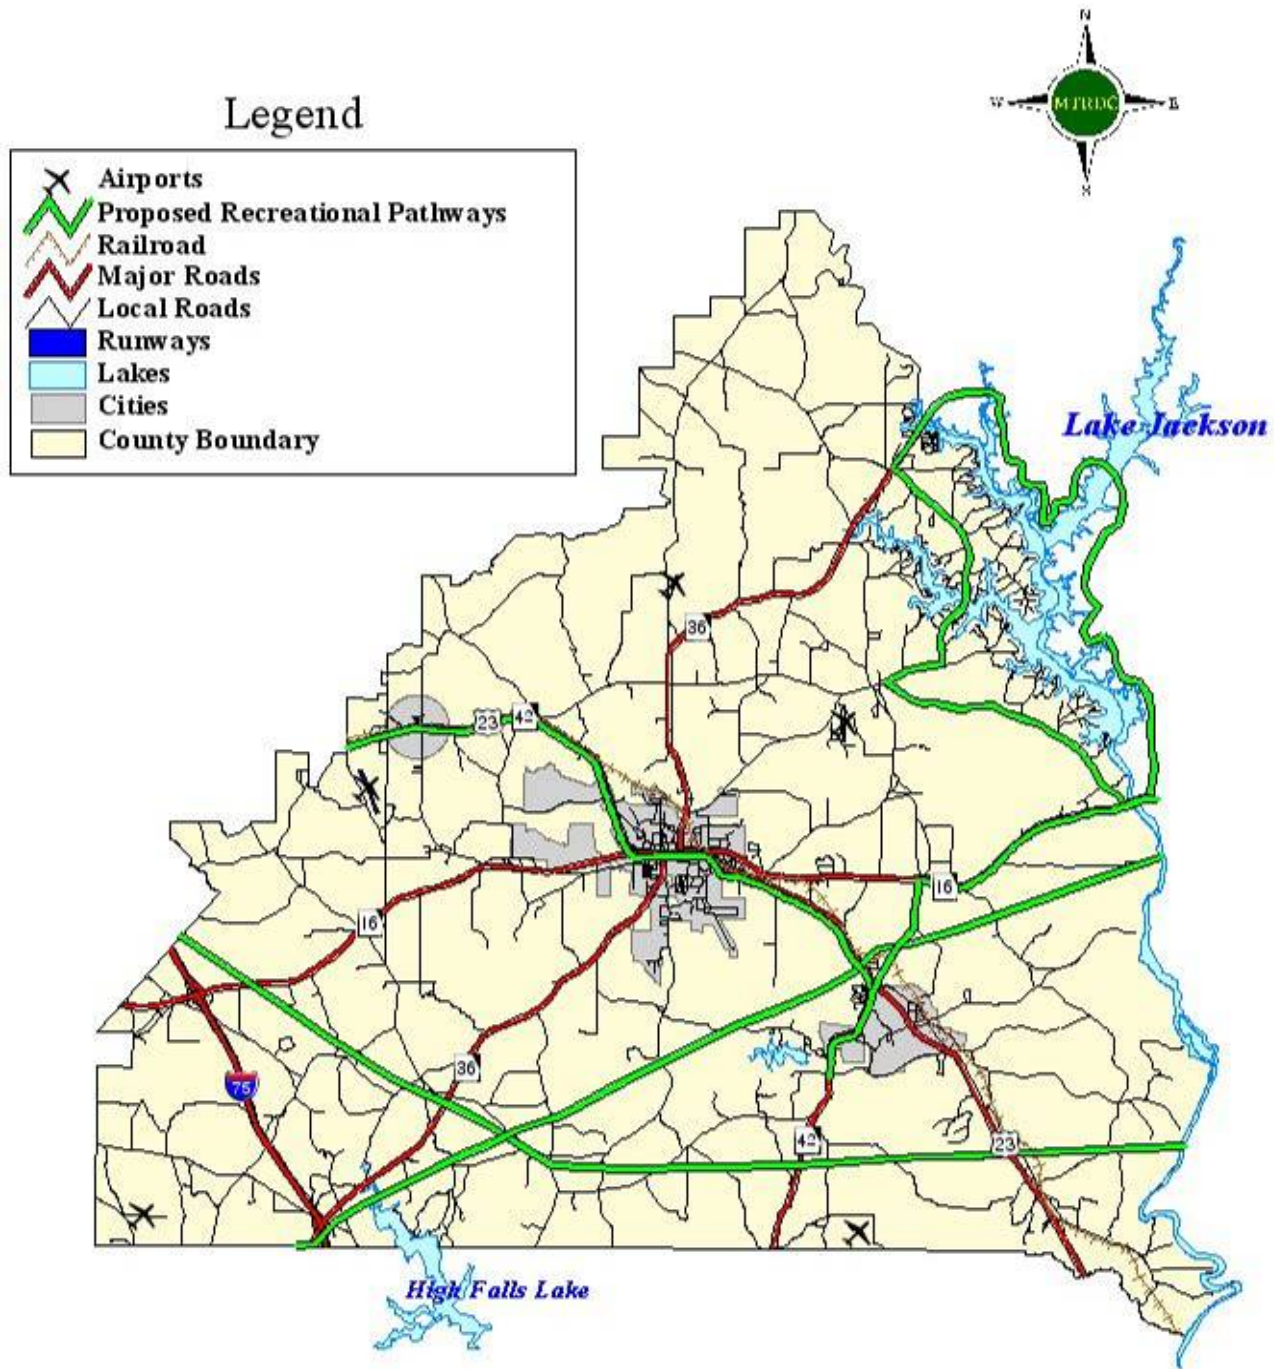 N
W
MTRDC
E
S
Legend
Airports
Proposed Recreational Pathways
Railroad
Major Roads
Local Roads
Runways
Lakes
Cities
County Boundary
Lake Jackson
36
23
42
16
16
36
75
42
23
High Falls Lake